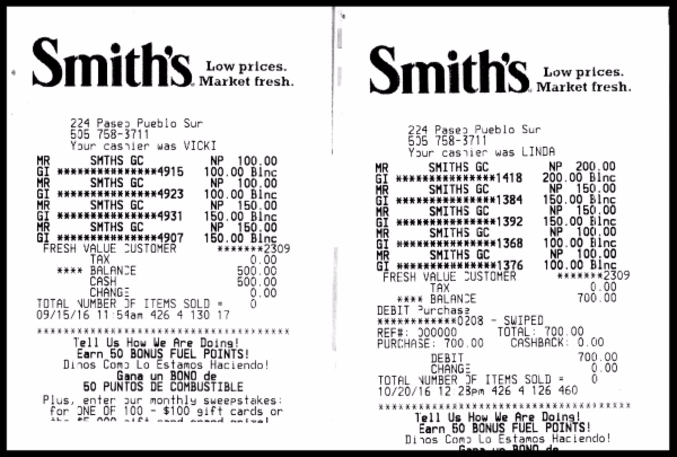 Smith's Low prices.
Market fresh.
224 Paseo Pueblo Sur
505 758-3711
Your cashier was VICKI
MR SMTHS GC NP 100.00
GI ****************4915 100.00 Blnc
MR SMTHS GC NP 100.00
GI ****************4923 100.00 Blnc
MR SMTHS GC NP 150.00
GI ****************4931 150.00 Blnc
MR SMTHS GC NP 150.00
GI ****************4907 150.00 Blnc
FRESH VALUE CUSTOMER *******2309
TAX 0.00
**** BALANCE 500.00
CASH 500.00
CHANGE 0.00
TOTAL NUMBER OF ITEMS SOLD = 0
09/15/16 11:54am 426 4 130 17
************************************
Tell Us How We Are Doing!
Earn 50 BONUS FUEL POINTS!
Dinos Como Lo Estamos Haciendo!
Gana un BONO de
50 PUNTOS DE COMBUSTIBLE
Plus, enter our monthly sweepstakes:
for ONE OF 100 - $100 gift cards or
Smith's Low prices.
Market fresh.
224 Paseo Pueblo Sur
505 758-3711
Your cashier was LINDA
MR SMITHS GC NP 200.00
GI ****************1418 200.00 Blnc
MR SMITHS GC NP 150.00
GI ****************1384 150.00 Blnc
MR SMITHS GC NP 150.00
GI ****************1392 150.00 Blnc
MR SMITHS GC NP 100.00
GI ****************1368 100.00 Blnc
MR SMITHS GC NP 100.00
GI ****************1376 100.00 Blnc
FRESH VALUE CUSTOMER *******2309
TAX 0.00
**** BALANCE 700.00
DEBIT Purchase
************0208 - SWIPED
REF#: 000000 TOTAL: 700.00
PURCHASE: 700.00 CASHBACK: 0.00
DEBIT 700.00
CHANGE 0.00
TOTAL NUMBER OF ITEMS SOLD = 0
10/20/16 12 23pm 426 4 126 460
************************************
Tell Us How We Are Doing!
Earn 50 BONUS FUEL POINTS!
Dinos Como Lo Estamos Haciendo!
Gana un BONO de